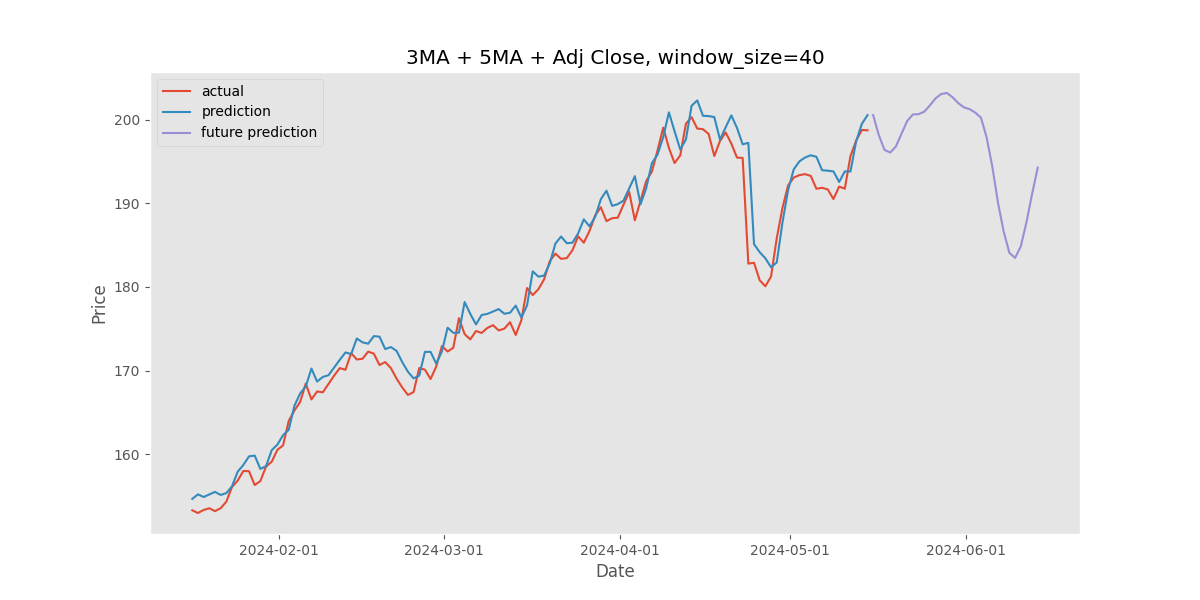 3MA + 5MA + Adj Close, window_size=40
actual
prediction
future prediction
200
190
180
170
160
Price
2024-02-01 2024-03-01 2024-04-01 2024-05-01 2024-06-01
Date